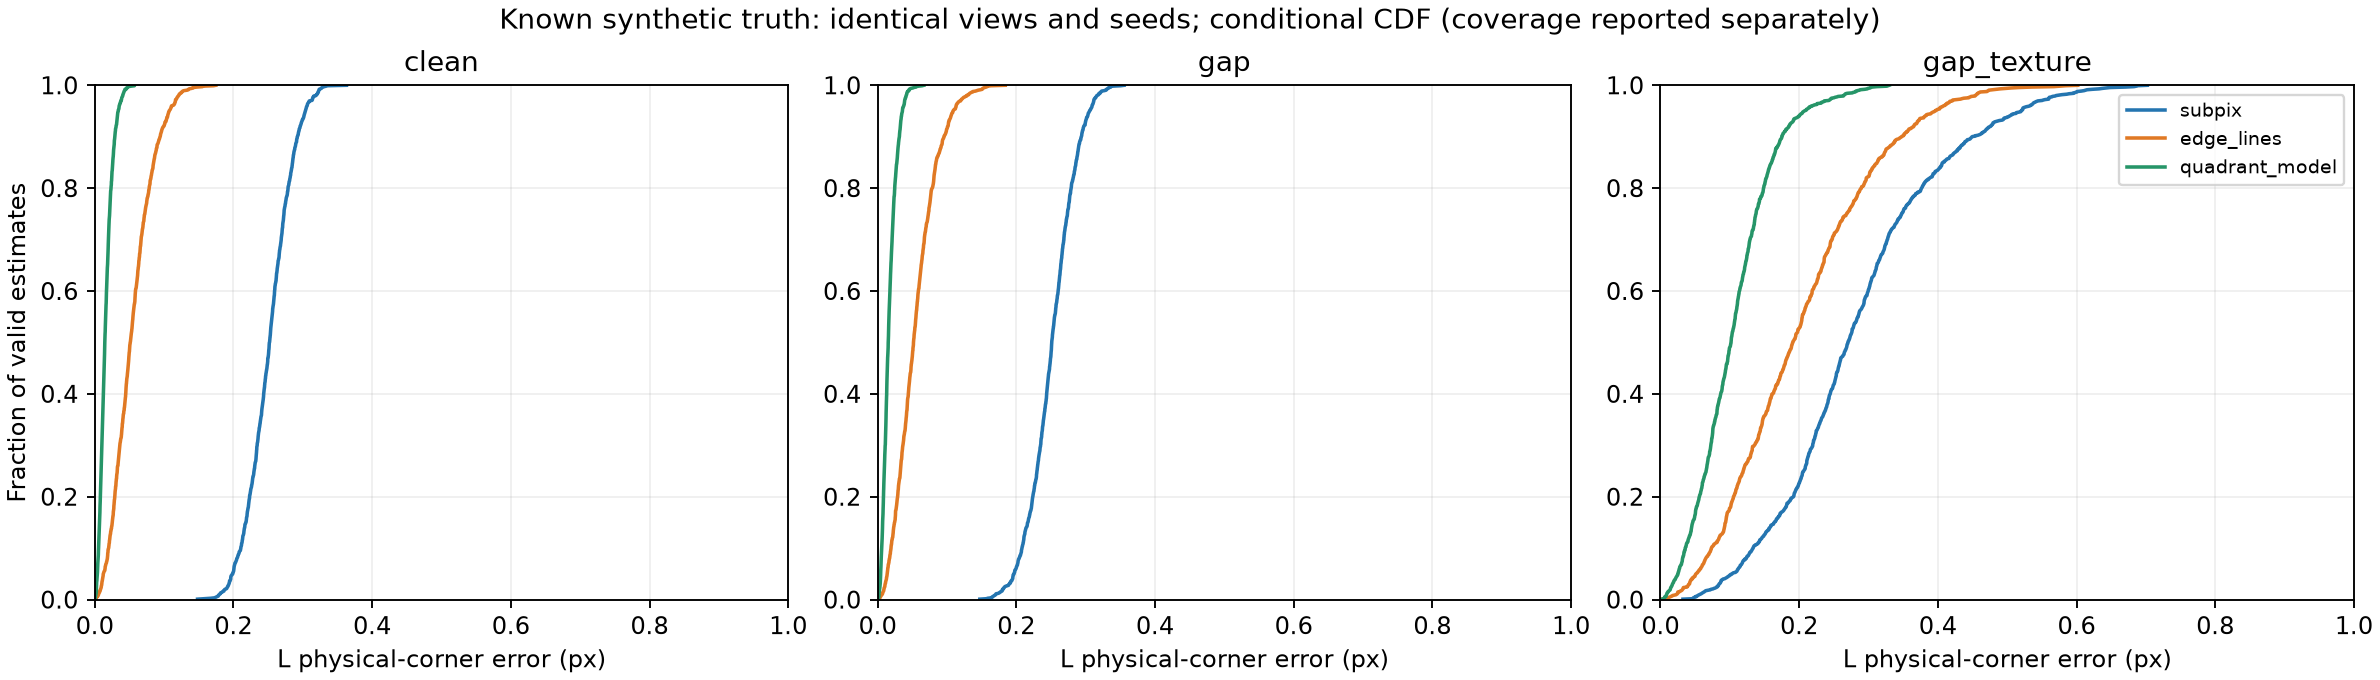 Known synthetic truth: identical views and seeds; conditional CDF (coverage reported separately)
clean
Fraction of valid estimates
1.0
0.8
0.6
0.4
0.2
0.0
0.0 0.2 0.4 0.6 0.8 1.0
L physical-corner error (px)
gap
1.0
0.8
0.6
0.4
0.2
0.0
0.0 0.2 0.4 0.6 0.8 1.0
L physical-corner error (px)
gap_texture
1.0
0.8
0.6
0.4
0.2
0.0
0.0 0.2 0.4 0.6 0.8 1.0
L physical-corner error (px)
subpix
edge_lines
quadrant_model